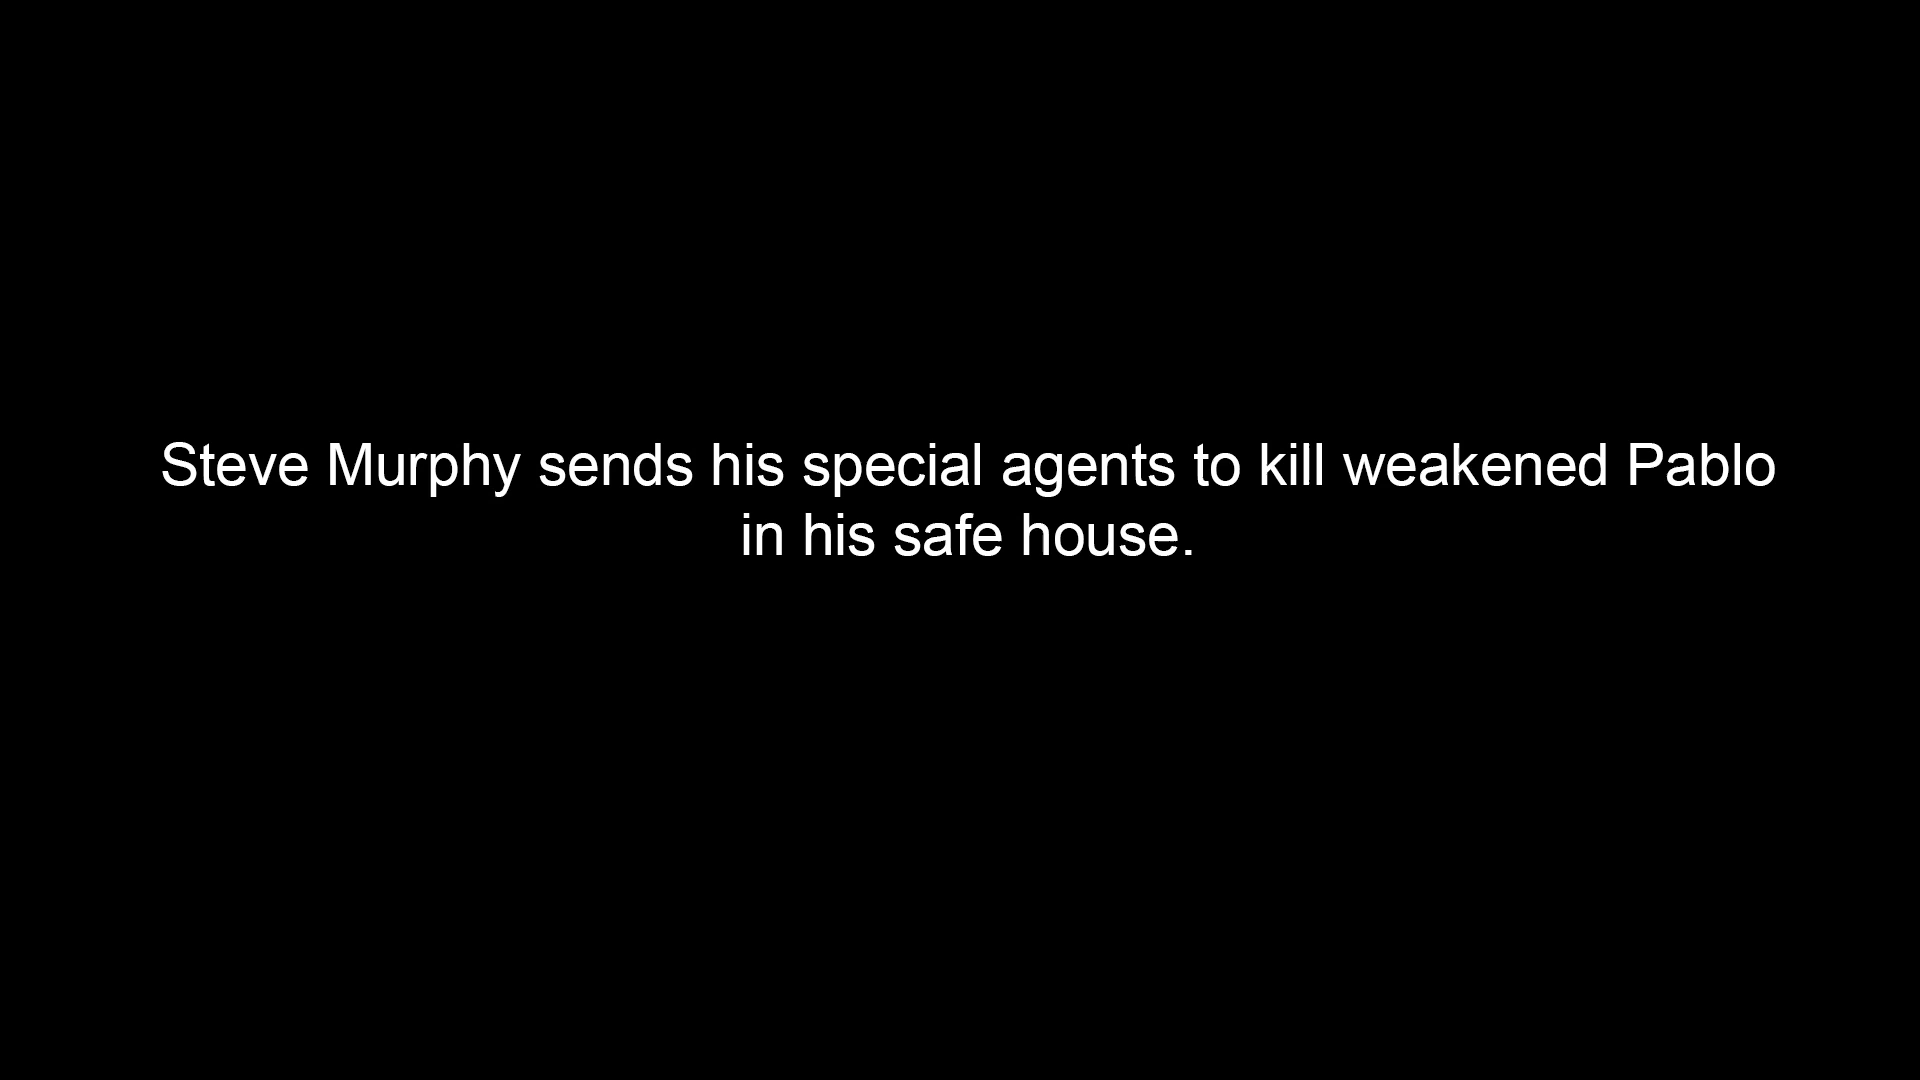 Steve Murphy sends his special agents to kill weakened Pablo
in his safe house.